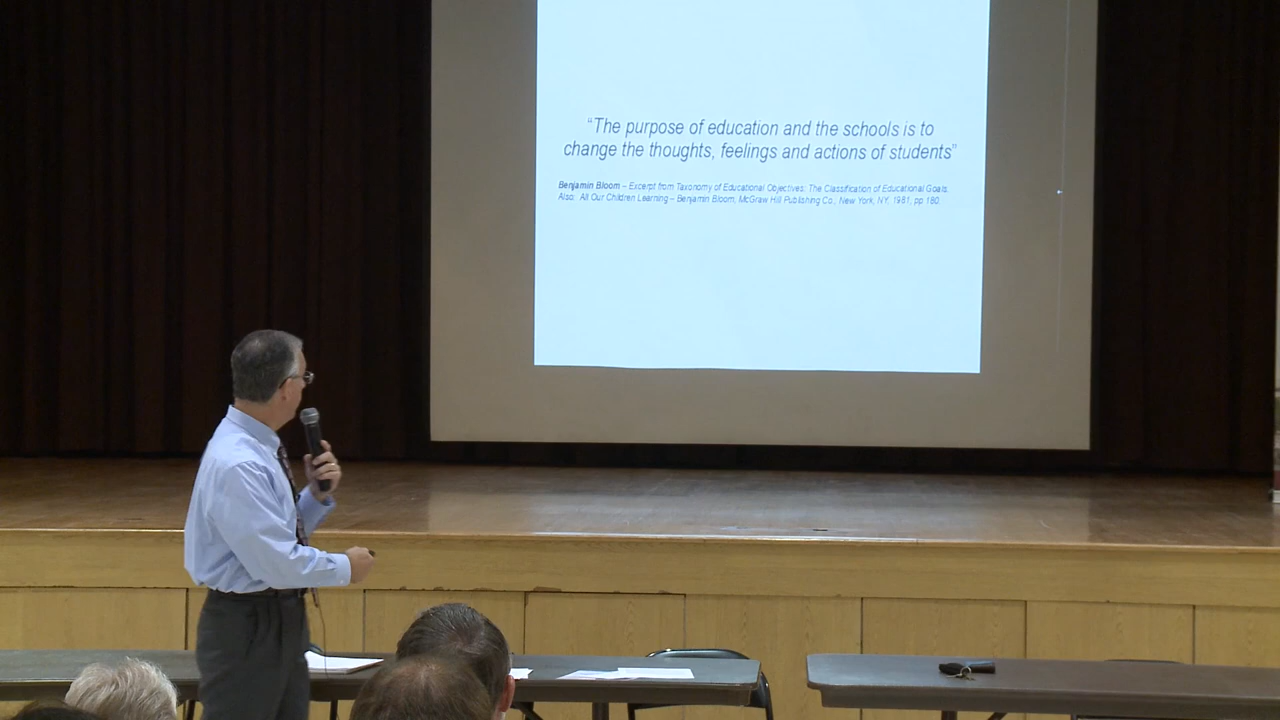 “The purpose of education and the schools is to
change the thoughts, feelings and actions of students”
Benjamin Bloom – Excerpt from Taxonomy of Educational Objectives: The Classification of Educational Goals.
Also: All Our Children Learning – Benjamin Bloom, McGraw Hill Publishing Co., New York, NY. 1981, pp 180.